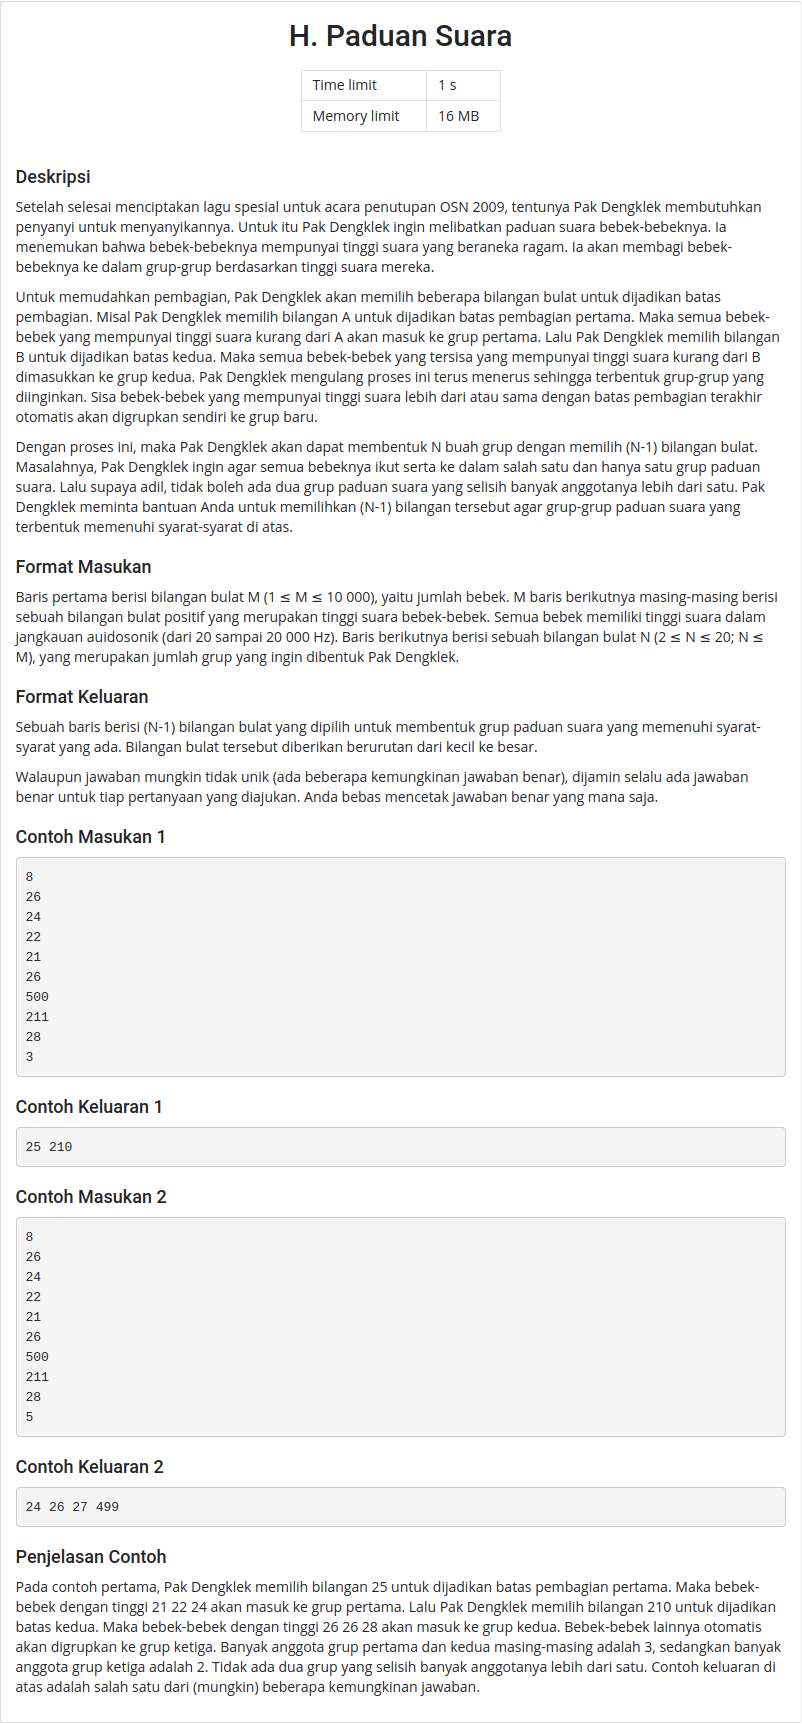 H. Paduan Suara
Time limit 1 s
Memory limit 16 MB
Deskripsi
Setelah selesai menciptakan lagu spesial untuk acara penutupan OSN 2009, tentunya Pak Dengklek membutuhkan
penyanyi untuk menyanyikannya. Untuk itu Pak Dengklek ingin melibatkan paduan suara bebek-bebeknya. Ia
menemukan bahwa bebek-bebeknya mempunyai tinggi suara yang beraneka ragam. Ia akan membagi bebek-
bebeknya ke dalam grup-grup berdasarkan tinggi suara mereka.
Untuk memudahkan pembagian, Pak Dengklek akan memilih beberapa bilangan bulat untuk dijadikan batas
pembagian. Misal Pak Dengklek memilih bilangan A untuk dijadikan batas pembagian pertama. Maka semua bebek-
bebek yang mempunyai tinggi suara kurang dari A akan masuk ke grup pertama. Lalu Pak Dengklek memilih bilangan
B untuk dijadikan batas kedua. Maka semua bebek-bebek yang tersisa yang mempunyai tinggi suara kurang dari B
dimasukkan ke grup kedua. Pak Dengklek mengulang proses ini terus menerus sehingga terbentuk grup-grup yang
diinginkan. Sisa bebek-bebek yang mempunyai tinggi suara lebih dari atau sama dengan batas pembagian terakhir
otomatis akan digrupkan sendiri ke grup baru.
Dengan proses ini, maka Pak Dengklek akan dapat membentuk N buah grup dengan memilih (N-1) bilangan bulat.
Masalahnya, Pak Dengklek ingin agar semua bebeknya ikut serta ke dalam salah satu dan hanya satu grup paduan
suara. Lalu supaya adil, tidak boleh ada dua grup paduan suara yang selisih banyak anggotanya lebih dari satu. Pak
Dengklek meminta bantuan Anda untuk memilihkan (N-1) bilangan tersebut agar grup-grup paduan suara yang
terbentuk memenuhi syarat-syarat di atas.
Format Masukan
Baris pertama berisi bilangan bulat M (1 ≤ M ≤ 10 000), yaitu jumlah bebek. M baris berikutnya masing-masing berisi
sebuah bilangan bulat positif yang merupakan tinggi suara bebek-bebek. Semua bebek memiliki tinggi suara dalam
jangkauan auidosonik (dari 20 sampai 20 000 Hz). Baris berikutnya berisi sebuah bilangan bulat N (2 ≤ N ≤ 20; N ≤
M), yang merupakan jumlah grup yang ingin dibentuk Pak Dengklek.
Format Keluaran
Sebuah baris berisi (N-1) bilangan bulat yang dipilih untuk membentuk grup paduan suara yang memenuhi syarat-
syarat yang ada. Bilangan bulat tersebut diberikan berurutan dari kecil ke besar.
Walaupun jawaban mungkin tidak unik (ada beberapa kemungkinan jawaban benar), dijamin selalu ada jawaban
benar untuk tiap pertanyaan yang diajukan. Anda bebas mencetak jawaban benar yang mana saja.
Contoh Masukan 1
8
26
24
22
21
26
500
211
28
3
Contoh Keluaran 1
25 210
Contoh Masukan 2
8
26
24
22
21
26
500
211
28
5
Contoh Keluaran 2
24 26 27 499
Penjelasan Contoh
Pada contoh pertama, Pak Dengklek memilih bilangan 25 untuk dijadikan batas pembagian pertama. Maka bebek-
bebek dengan tinggi 21 22 24 akan masuk ke grup pertama. Lalu Pak Dengklek memilih bilangan 210 untuk dijadikan
batas kedua. Maka bebek-bebek dengan tinggi 26 26 28 akan masuk ke grup kedua. Bebek-bebek lainnya otomatis
akan digrupkan ke grup ketiga. Banyak anggota grup pertama dan kedua masing-masing adalah 3, sedangkan banyak
anggota grup ketiga adalah 2. Tidak ada dua grup yang selisih banyak anggotanya lebih dari satu. Contoh keluaran di
atas adalah salah satu dari (mungkin) beberapa kemungkinan jawaban.